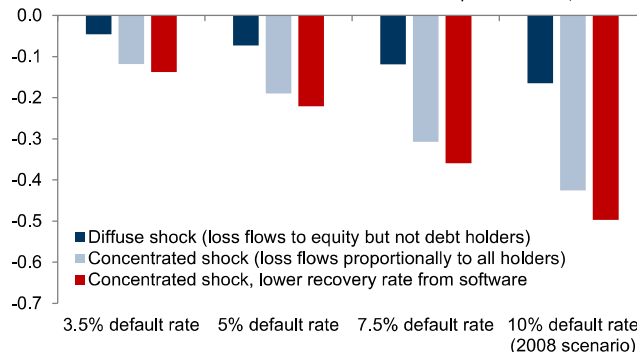 0.0
-0.1
-0.2
-0.3
-0.4
-0.5
-0.6
-0.7
Diffuse shock (loss flows to equity but not debt holders)
Concentrated shock (loss flows proportionally to all holders)
Concentrated shock, lower recovery rate from software
3.5% default rate 5% default rate 7.5% default rate 10% default rate
(2008 scenario)